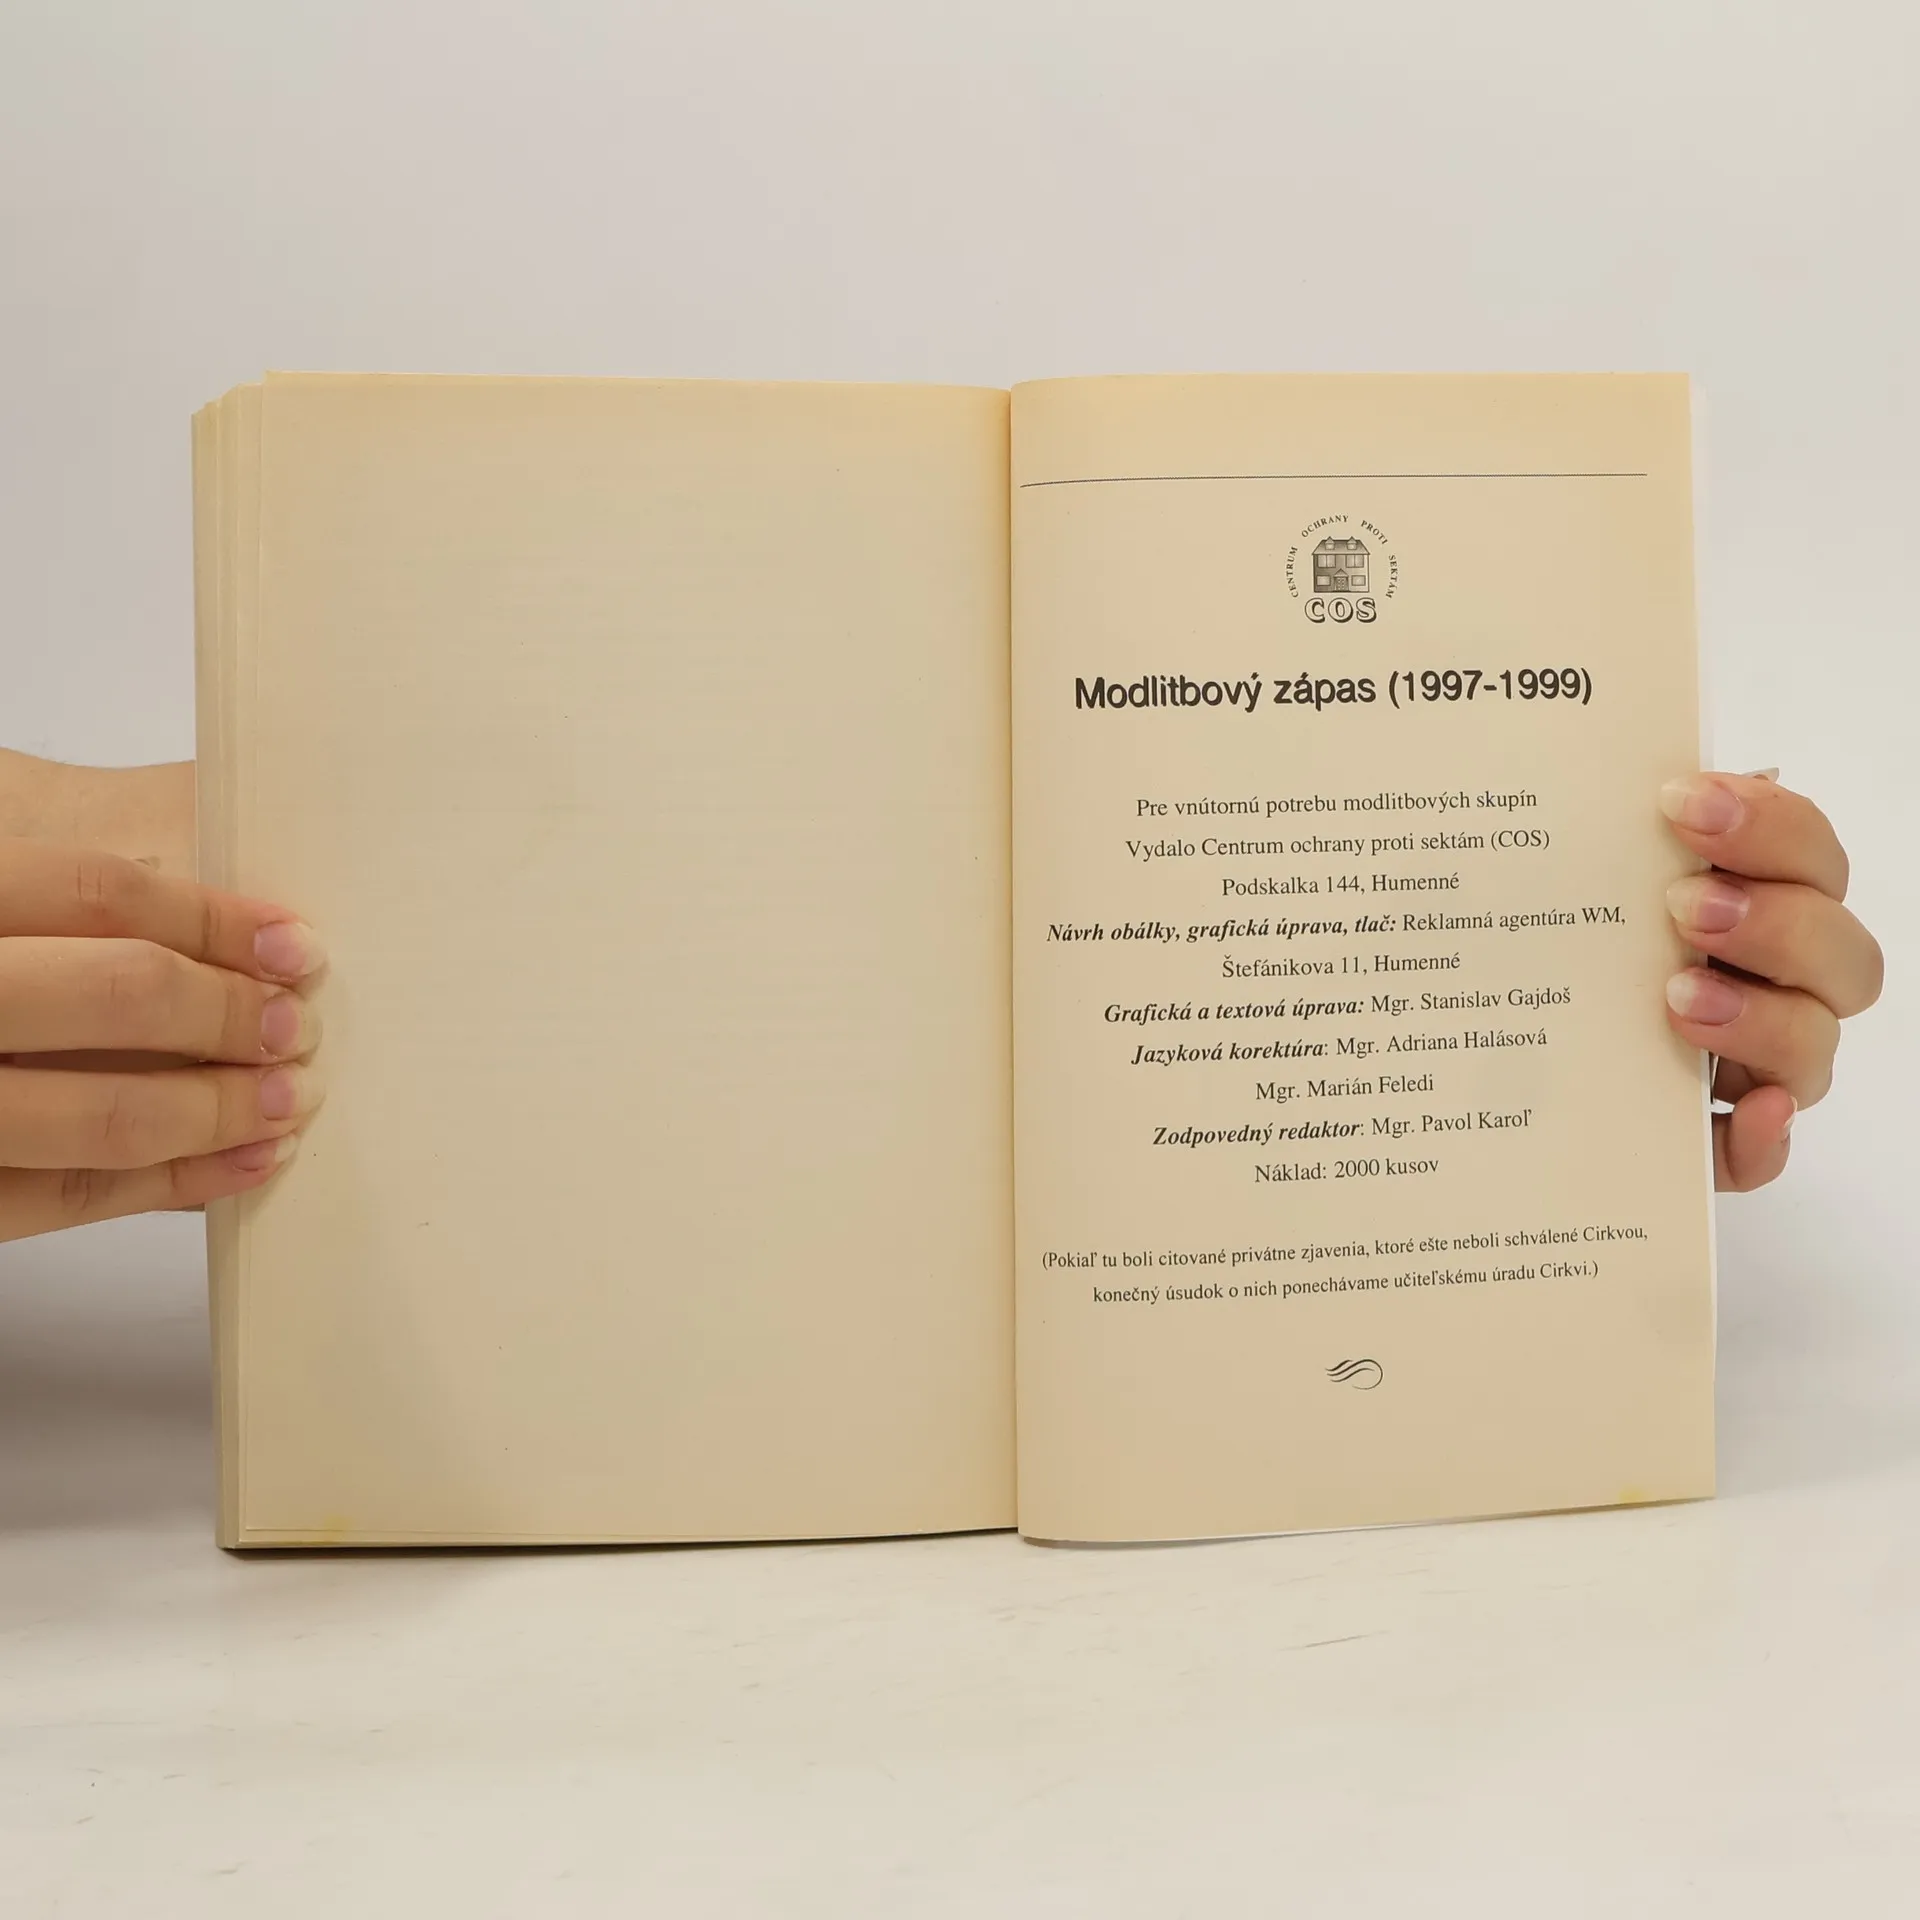 CENTRUM OCHRANY PROTI SEKTÁM
COS
Modlitbový zápas (1997-1999)
Pre vnútornú potrebu modlitbových skupín
Vydalo Centrum ochrany proti sektám (COS)
Podskalka 144, Humenné
Návrh obálky, grafická úprava, tlač: Reklamná agentúra WM,
Štefánikova 11, Humenné
Grafická a textová úprava: Mgr. Stanislav Gajdoš
Jazyková korektúra: Mgr. Adriana Halásová
Mgr. Marián Feledi
Zodpovedný redaktor: Mgr. Pavol Karoľ
Náklad: 2000 kusov
(Pokiaľ tu boli citované privátne zjavenia, ktoré ešte neboli schválené Cirkvou,
konečný úsudok o nich ponechávame učiteľskému úradu Cirkvi.)